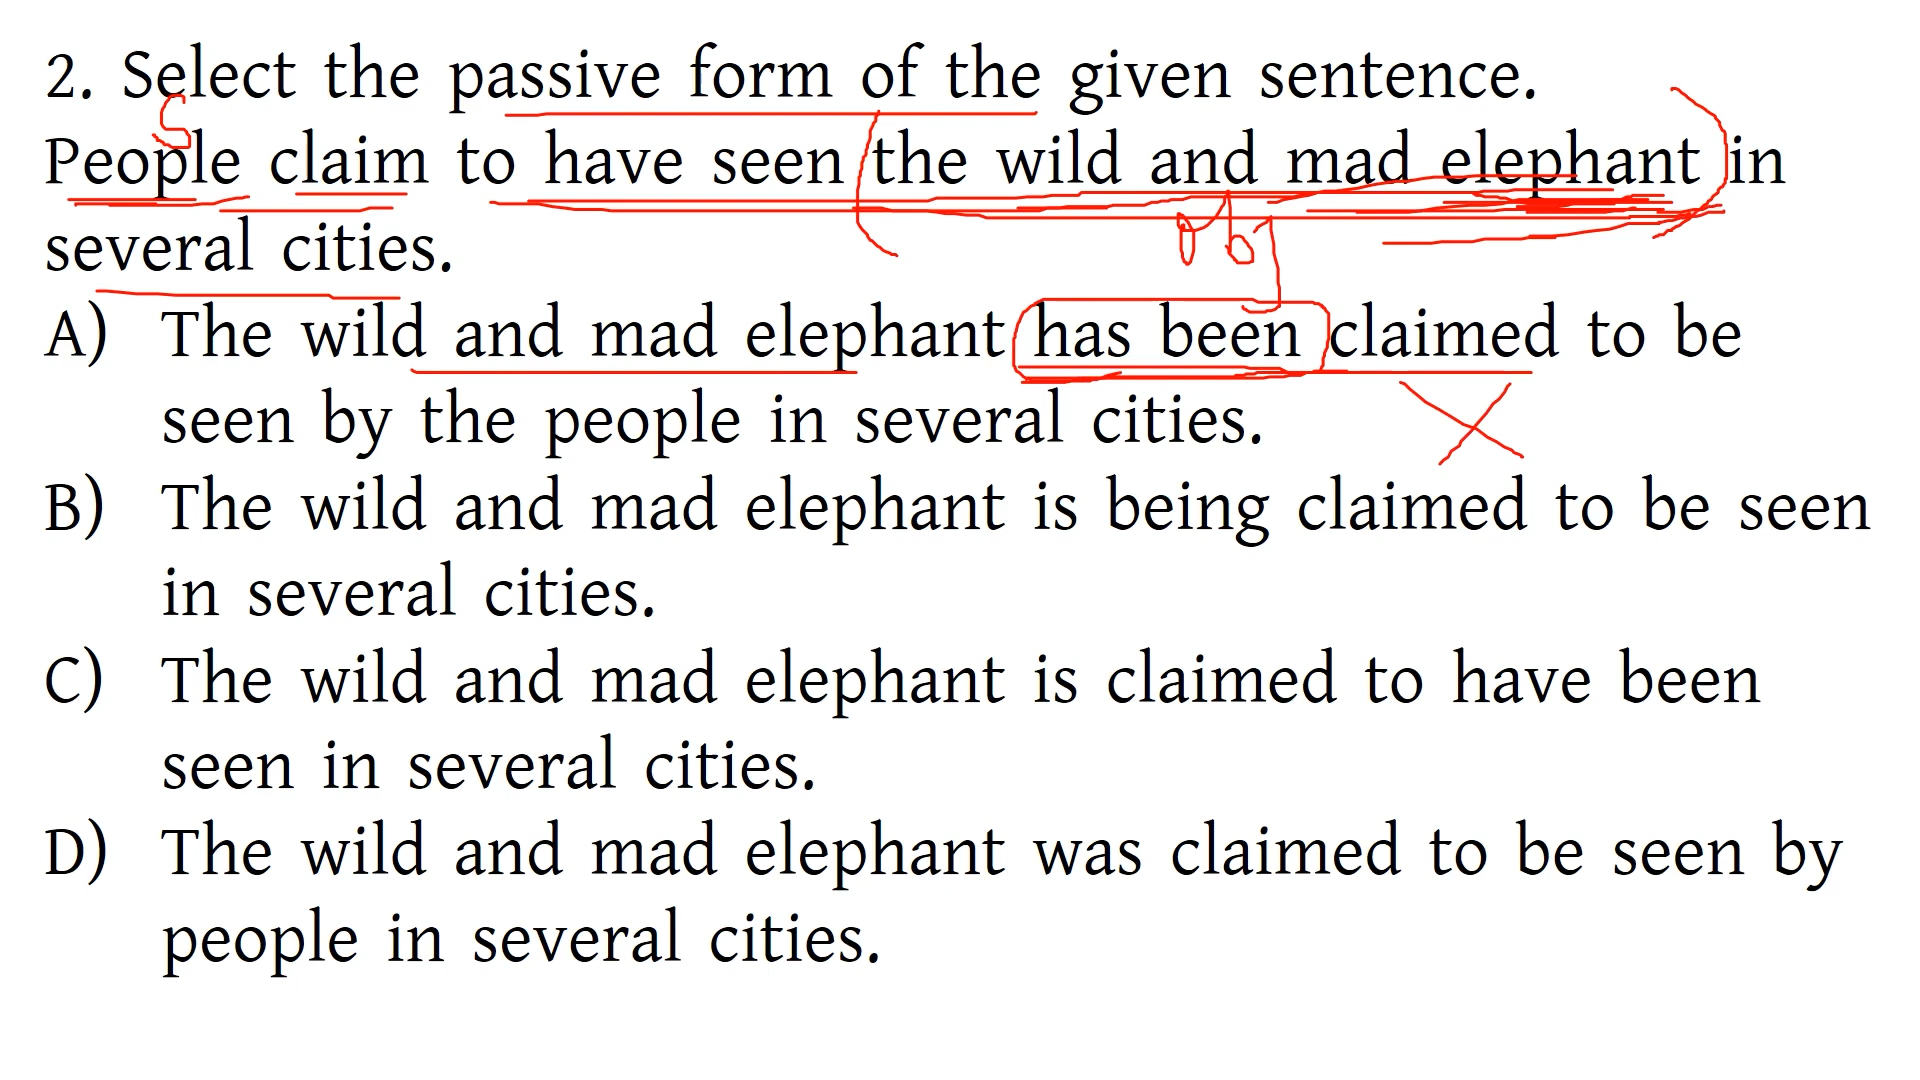 2. Select the passive form of the given sentence.
S
People claim to have seen the wild and mad elephant in
obj
several cities.
A) The wild and mad elephant has been claimed to be
seen by the people in several cities.
B) The wild and mad elephant is being claimed to be seen
in several cities.
C) The wild and mad elephant is claimed to have been
seen in several cities.
D) The wild and mad elephant was claimed to be seen by
people in several cities.